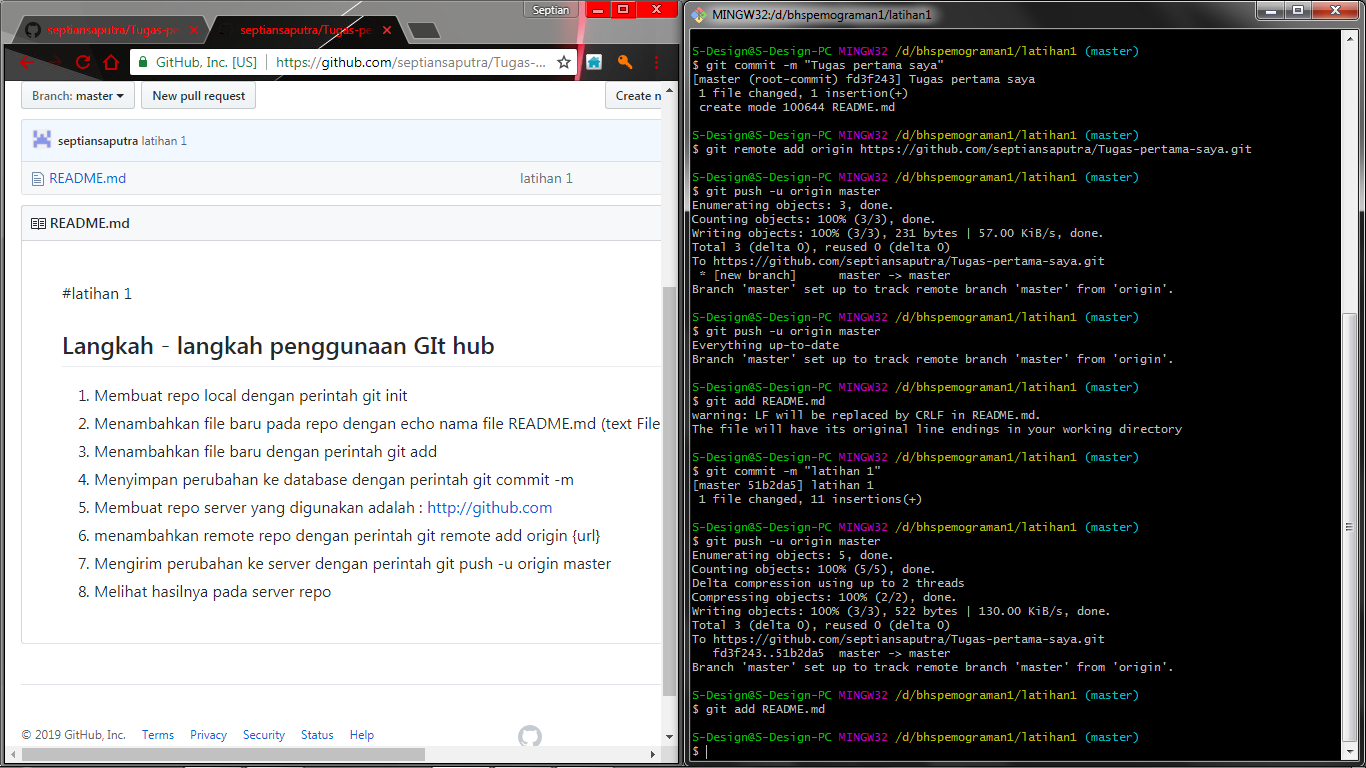 Septian
septiansaputra/Tugas-pe
septiansaputra/Tugas-pe
GitHub, Inc. [US] | https://github.com/septiansaputra/Tugas-...
Branch: master
New pull request
Create n
septiansaputra latihan 1
README.md
latihan 1
README.md
#latihan 1
Langkah - langkah penggunaan GIt hub
1. Membuat repo local dengan perintah git init
2. Menambahkan file baru pada repo dengan echo nama file README.md (text File
3. Menambahkan file baru dengan perintah git add
4. Menyimpan perubahan ke database dengan perintah git commit -m
5. Membuat repo server yang digunakan adalah : http://github.com
6. menambahkan remote repo dengan perintah git remote add origin {url}
7. Mengirim perubahan ke server dengan perintah git push -u origin master
8. Melihat hasilnya pada server repo
© 2019 GitHub, Inc. Terms Privacy Security Status Help
MINGW32:/d/bhspemograman1/latihan1
S-Design@S-Design-PC MINGW32 /d/bhspemograman1/latihan1 (master)
$ git commit -m "Tugas pertama saya"
[master (root-commit) fd3f243] Tugas pertama saya
1 file changed, 1 insertion(+)
create mode 100644 README.md
S-Design@S-Design-PC MINGW32 /d/bhspemograman1/latihan1 (master)
$ git remote add origin https://github.com/septiansaputra/Tugas-pertama-saya.git
S-Design@S-Design-PC MINGW32 /d/bhspemograman1/latihan1 (master)
$ git push -u origin master
Enumerating objects: 3, done.
Counting objects: 100% (3/3), done.
Writing objects: 100% (3/3), 231 bytes | 57.00 KiB/s, done.
Total 3 (delta 0), reused 0 (delta 0)
To https://github.com/septiansaputra/Tugas-pertama-saya.git
* [new branch] master -> master
Branch 'master' set up to track remote branch 'master' from 'origin'.
S-Design@S-Design-PC MINGW32 /d/bhspemograman1/latihan1 (master)
$ git push -u origin master
Everything up-to-date
Branch 'master' set up to track remote branch 'master' from 'origin'.
S-Design@S-Design-PC MINGW32 /d/bhspemograman1/latihan1 (master)
$ git add README.md
warning: LF will be replaced by CRLF in README.md.
The file will have its original line endings in your working directory
S-Design@S-Design-PC MINGW32 /d/bhspemograman1/latihan1 (master)
$ git commit -m "latihan 1"
[master 51b2da5] latihan 1
1 file changed, 11 insertions(+)
S-Design@S-Design-PC MINGW32 /d/bhspemograman1/latihan1 (master)
$ git push -u origin master
Enumerating objects: 5, done.
Counting objects: 100% (5/5), done.
Delta compression using up to 2 threads
Compressing objects: 100% (2/2), done.
Writing objects: 100% (3/3), 522 bytes | 130.00 KiB/s, done.
Total 3 (delta 0), reused 0 (delta 0)
To https://github.com/septiansaputra/Tugas-pertama-saya.git
fd3f243..51b2da5 master -> master
Branch 'master' set up to track remote branch 'master' from 'origin'.
S-Design@S-Design-PC MINGW32 /d/bhspemograman1/latihan1 (master)
$ git add README.md
S-Design@S-Design-PC MINGW32 /d/bhspemograman1/latihan1 (master)
$